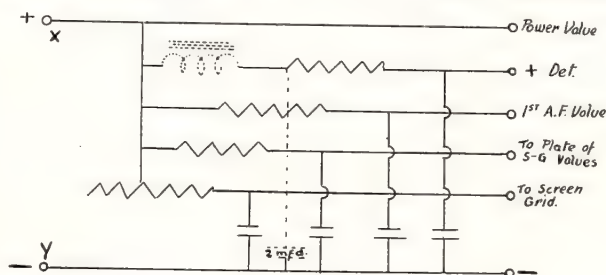 + X
Power Value
+ Det.
1ST A.F. Value
To Plate of
S-G Values
To Screen
Grid.
Y
2 mfd